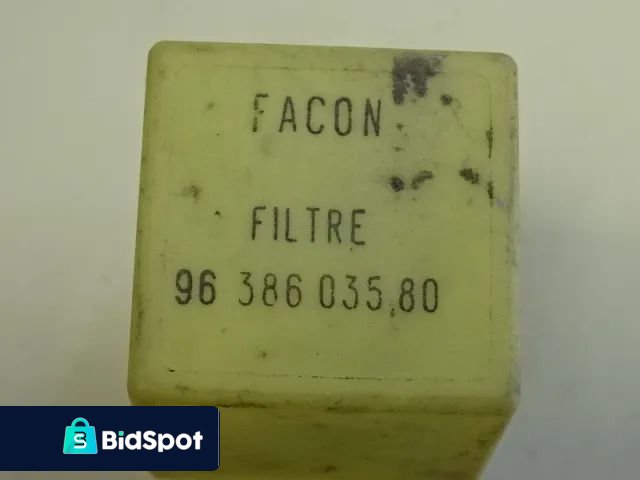 FACON
FILTRE
96 386 035.80
BidSpot